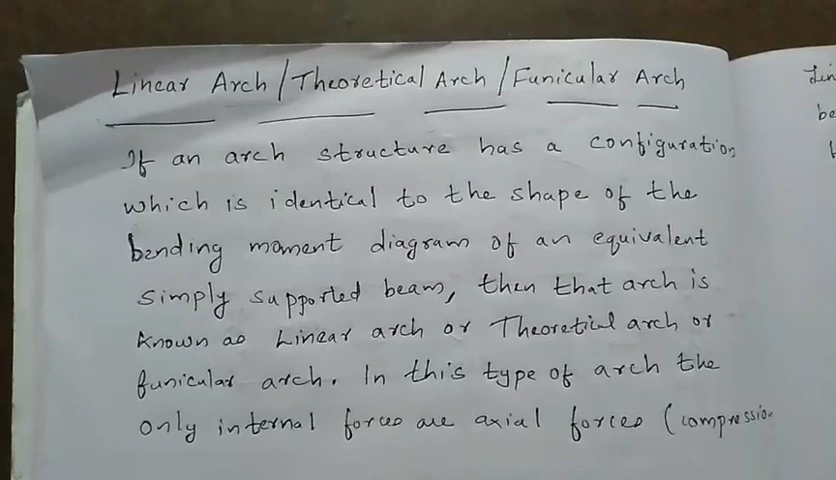 Linear Arch / Theoretical Arch / Funicular Arch
If an arch structure has a configuration
which is identical to the shape of the
bending moment diagram of an equivalent
simply supported beam, then that arch is
known as Linear arch or Theoretical arch or
funicular arch. In this type of arch the
only internal forces are axial forces (compression
Lin
be